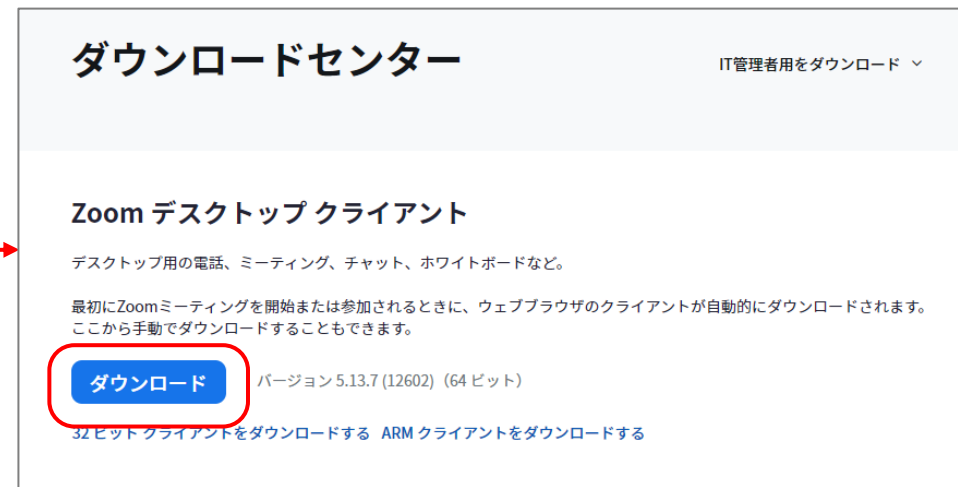 ダウンロードセンター
IT管理者用をダウンロード
Zoom デスクトップ クライアント
デスクトップ用の電話、ミーティング、チャット、ホワイトボードなど。
最初にZoomミーティングを開始または参加されるときに、ウェブブラウザのクライアントが自動的にダウンロードされます。
ここから手動でダウンロードすることもできます。
ダウンロード バージョン 5.13.7 (12602)（64 ビット）
32 ビット クライアントをダウンロードする ARM クライアントをダウンロードする